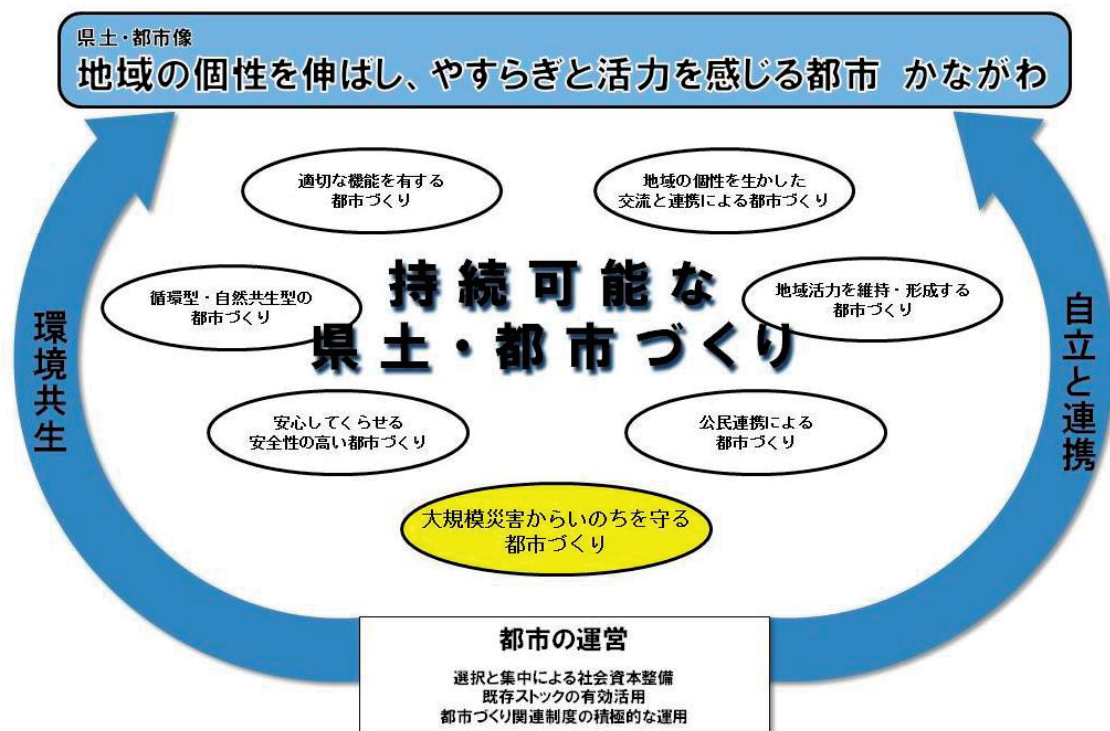 県土・都市像
地域の個性を伸ばし、やすらぎと活力を感じる都市 かながわ
適切な機能を有する
都市づくり
地域の個性を生かした
交流と連携による都市づくり
持続可能な
県土・都市づくり
循環型・自然共生型の
都市づくり
地域活力を維持・形成する
都市づくり
環境共生
自立と連携
安心してくらせる
安全性の高い都市づくり
公民連携による
都市づくり
大規模災害からいのちを守る
都市づくり
都市の運営
選択と集中による社会資本整備
既存ストックの有効活用
都市づくり関連制度の積極的な運用